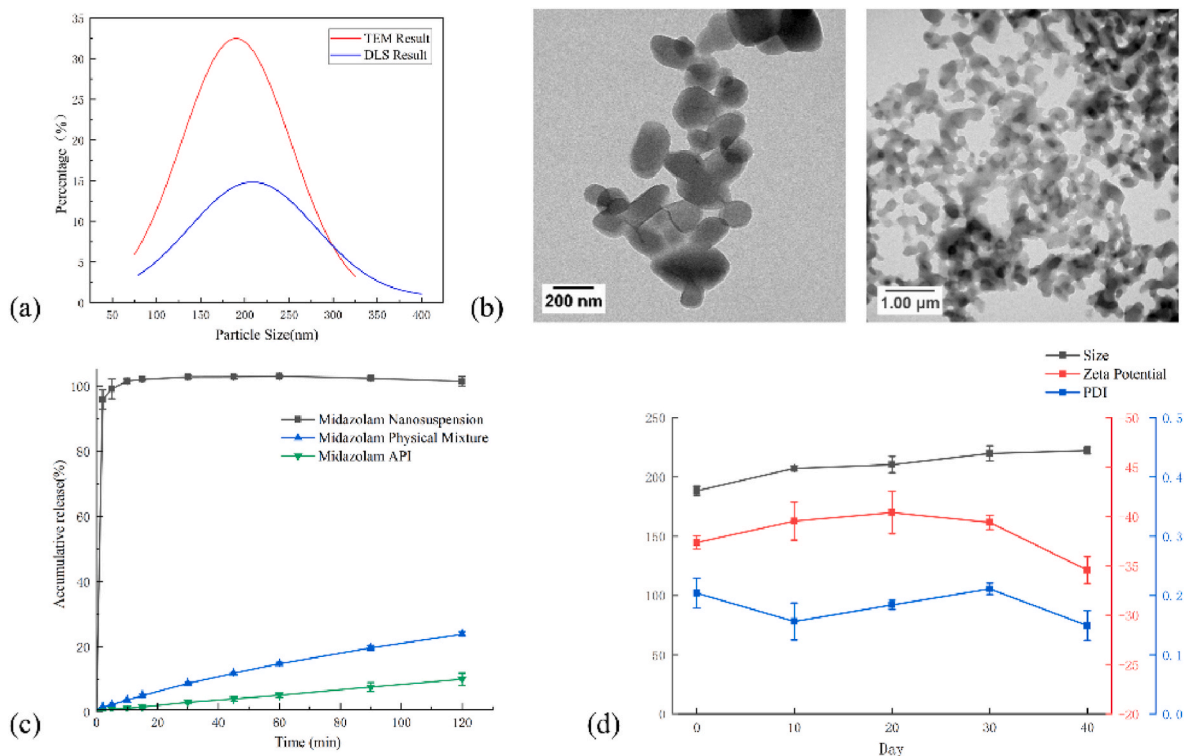 35
30
25
20
15
10
5
0
Percentage (%)
TEM Result
DLS Result
50
100
150
200
250
300
350
400
Particle Size(nm)
(a)
200 nm
1.00 μm
(b)
100
80
60
40
20
0
Accumulative release(%)
Midazolam Nanosuspension
Midazolam Physical Mixture
Midazolam API
0
20
40
60
80
100
120
Time (min)
(c)
Size
Zeta Potential
PDI
250
200
150
100
50
0
-50
-45
-40
-35
-30
-25
-20
0.5
0.4
0.3
0.2
0.1
0.0
0
10
20
30
40
Day
(d)